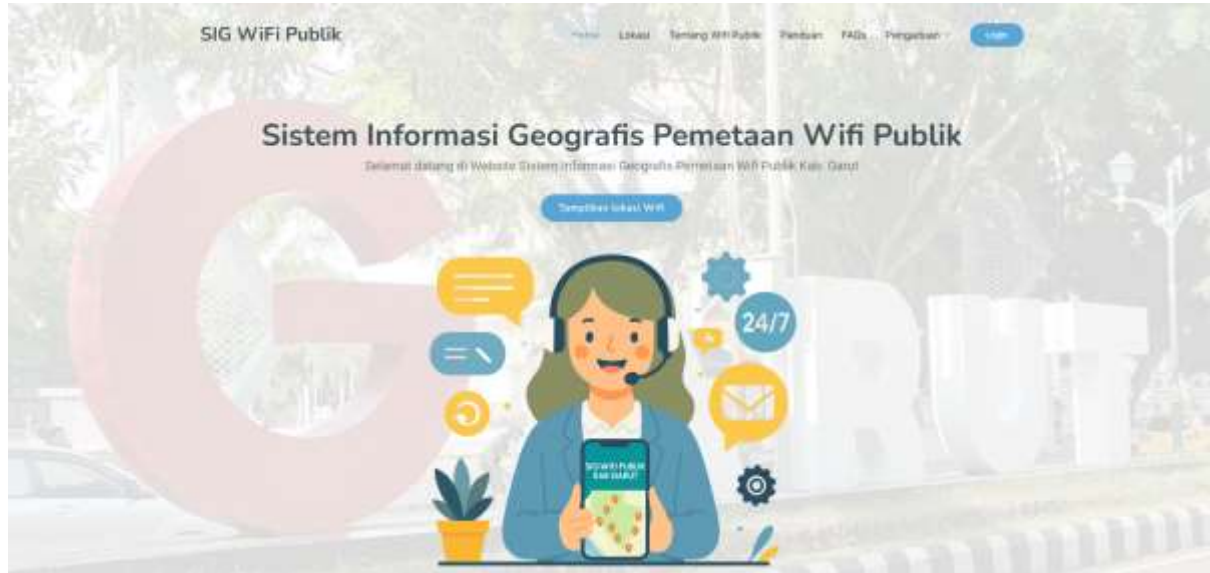 SIG WiFi Publik
Home Lokasi Tentang Wifi Publik Panduan FAQs Pengaduan Login
Sistem Informasi Geografis Pemetaan Wifi Publik
Selamat datang di Website Sistem Informasi Geografis Pemetaan Wifi Publik Kab. Garut
Tampilkan lokasi Wifi
24/7
SIG WIFI PUBLIK
KAB GARUT
G RUT